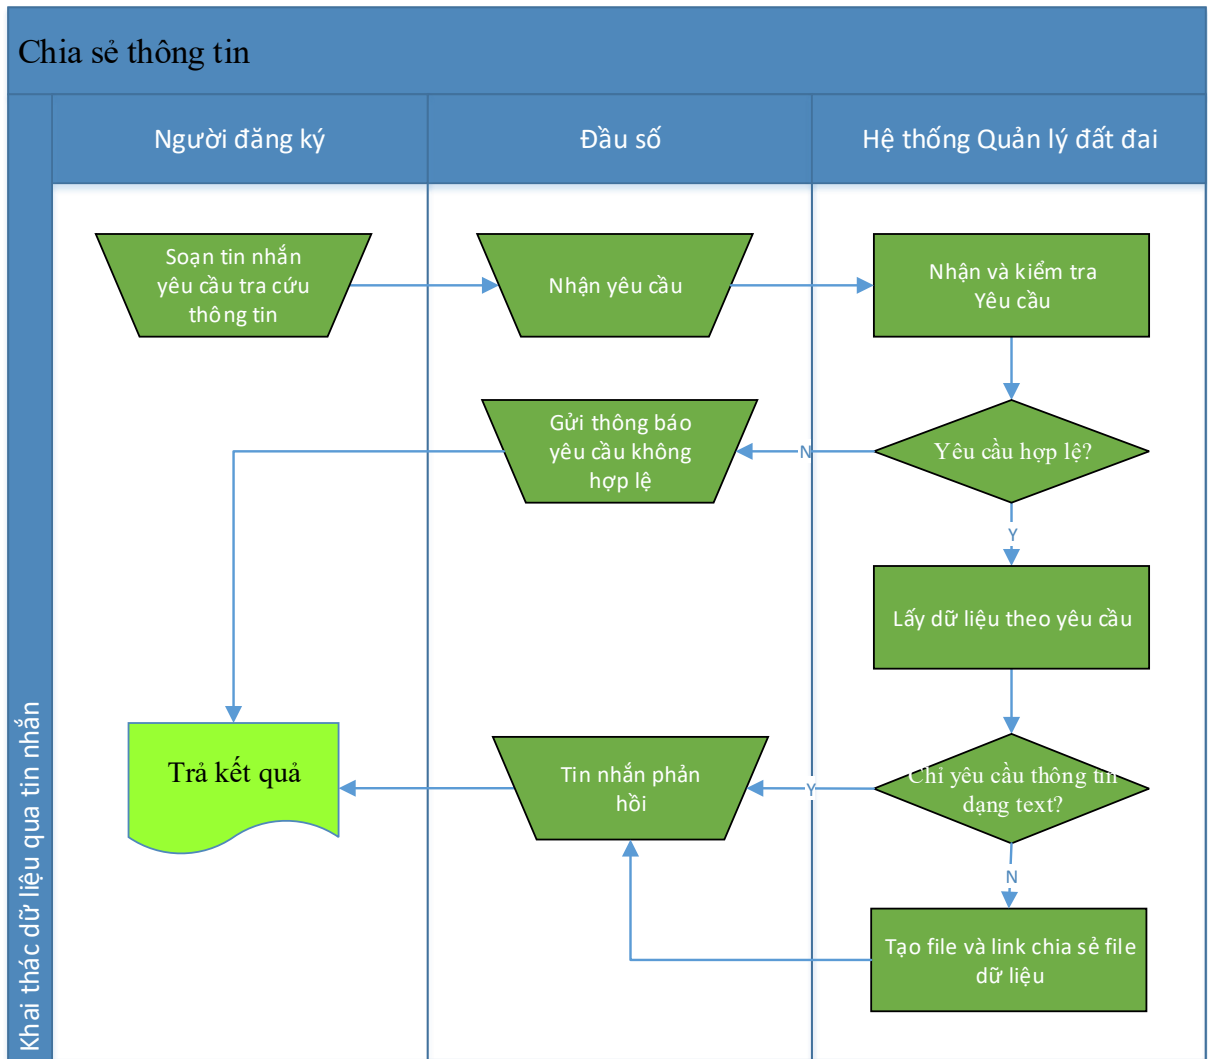 Chia sẻ thông tin
Người đăng ký
Đầu số
Hệ thống Quản lý đất đai
Khai thác dữ liệu qua tin nhắn
Soạn tin nhắn
yêu cầu tra cứu
thông tin
Nhận yêu cầu
Nhận và kiểm tra
Yêu cầu
Gửi thông báo
yêu cầu không
hợp lệ
N
Yêu cầu hợp lệ?
Y
Lấy dữ liệu theo yêu cầu
Trả kết quả
Tin nhắn phản
hồi
Y
Chỉ yêu cầu thông tin
dạng text?
N
Tạo file và link chia sẻ file
dữ liệu